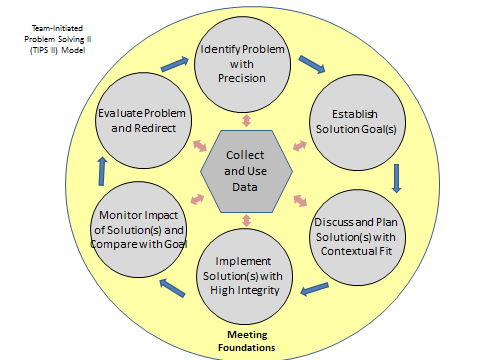 Team-Initiated
Problem Solving II
(TIPS II) Model
Identify Problem
with
Precision
Establish
Solution Goal(s)
Discuss and Plan
Solution(s) with
Contextual Fit
Implement
Solution(s) with
High Integrity
Monitor Impact
of Solution(s) and
Compare with Goal
Evaluate Problem
and Redirect
Collect
and Use
Data
Meeting
Foundations